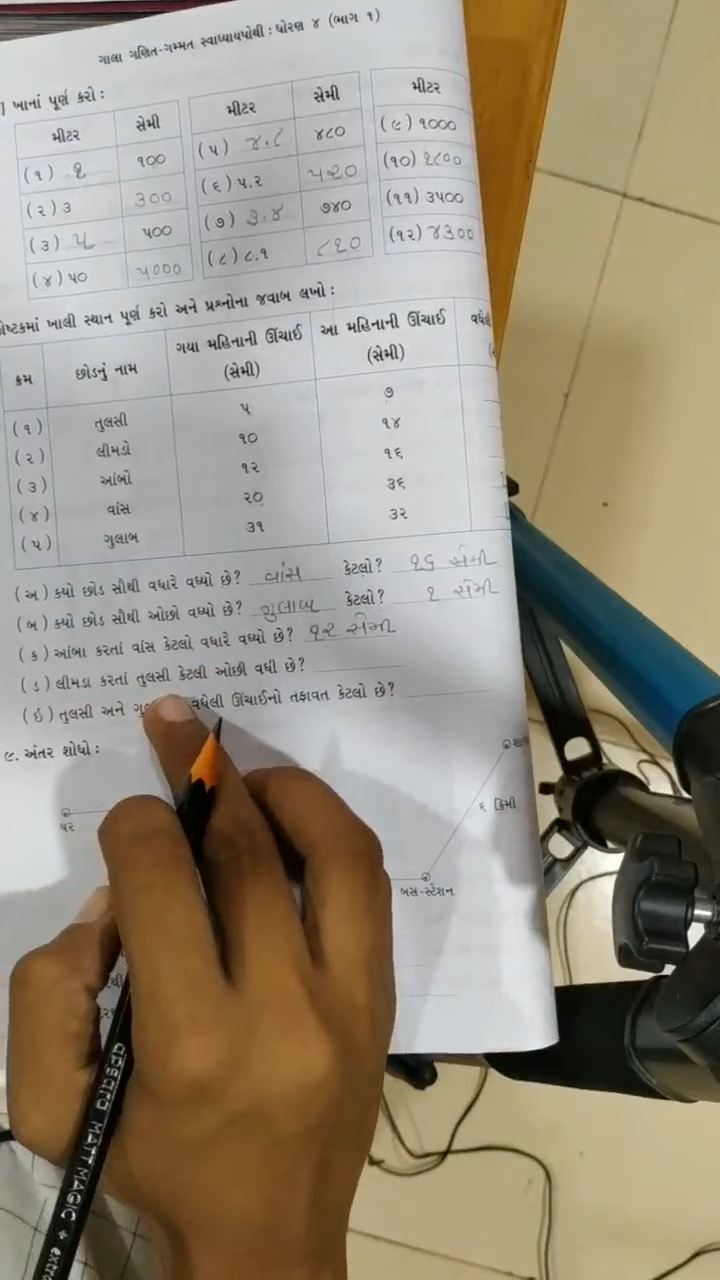 ગાલા ગણિત-ગમ્મત સ્વાધ્યાયપોથી : ધોરણ ૪ (ભાગ ૧)
ખાનાં પૂર્ણ કરો :
મીટર સેમી મીટર સેમી મીટર
(૧) ૧ ૧૦૦ (૫) ૪.૮ ૪૮૦ (૯) ૧૦૦૦
(૨) ૩ ૩૦૦ (૬) ૫.૨ ૫૨૦ (૧૦) ૧૮૦૦
(૩) ૫ ૫૦૦ (૭) ૭.૪ ૭૪૦ (૧૧) ૩૫૦૦
(૪) ૫૦ ૫૦૦૦ (૮) ૮.૧ ૮૧૦ (૧૨) ૪૩૦૦
ખાલી સ્થાન પૂર્ણ કરો અને પ્રશ્નોના જવાબ લખો :
ક્રમ છોડનું નામ ગયા મહિનાની ઊંચાઈ (સેમી) આ મહિનાની ઊંચાઈ (સેમી)
(૧) તુલસી ૫ ૭
(૨) લીમડો ૧૦ ૧૪
(૩) આંબો ૧૨ ૧૬
(૪) વાંસ ૨૦ ૩૬
(૫) ગુલાબ ૩૧ ૩૨
(અ) કયો છોડ સૌથી વધારે વધ્યો છે? વાંસ કેટલો? ૧૬ સેમી
(બ) કયો છોડ સૌથી ઓછો વધ્યો છે? ગુલાબ કેટલો? ૧ સેમી
(ક) આંબા કરતાં વાંસ કેટલો વધારે વધ્યો છે? ૧૨ સેમી
(ડ) લીમડા કરતાં તુલસી કેટલી ઓછી વધી છે?
(ઇ) તુલસી અને વધેલી ઊંચાઈનો તફાવત કેટલો છે?
૯. અંતર શોધો :
૬ કિમી
ઘર
બસ-સ્ટેશન
apsara MATT MAGIC + extra